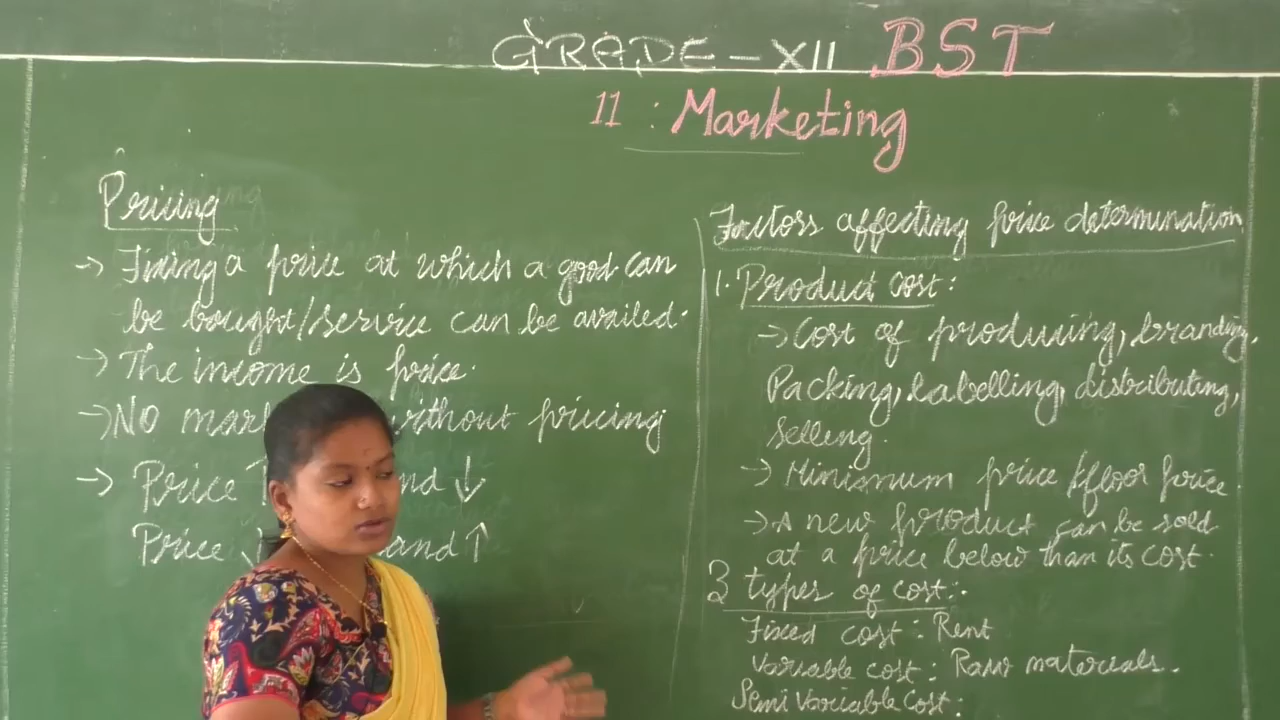 GRADE - XII BST
11 : Marketing
Pricing
→ Fixing a price at which a good can
be bought/service can be availed.
→ The income is price.
→ No mar without pricing
→ Price ↑ nd ↓
Price ↓ and ↑
Factors affecting price determination
1. Product cost:
→ Cost of producing, branding,
Packing, labelling, distributing,
selling.
→ Minimum price / floor price
→ A new product can be sold
at a price below than its cost.
3 types of cost:
Fixed cost: Rent
Variable cost: Raw materials.
Semi Variable Cost: